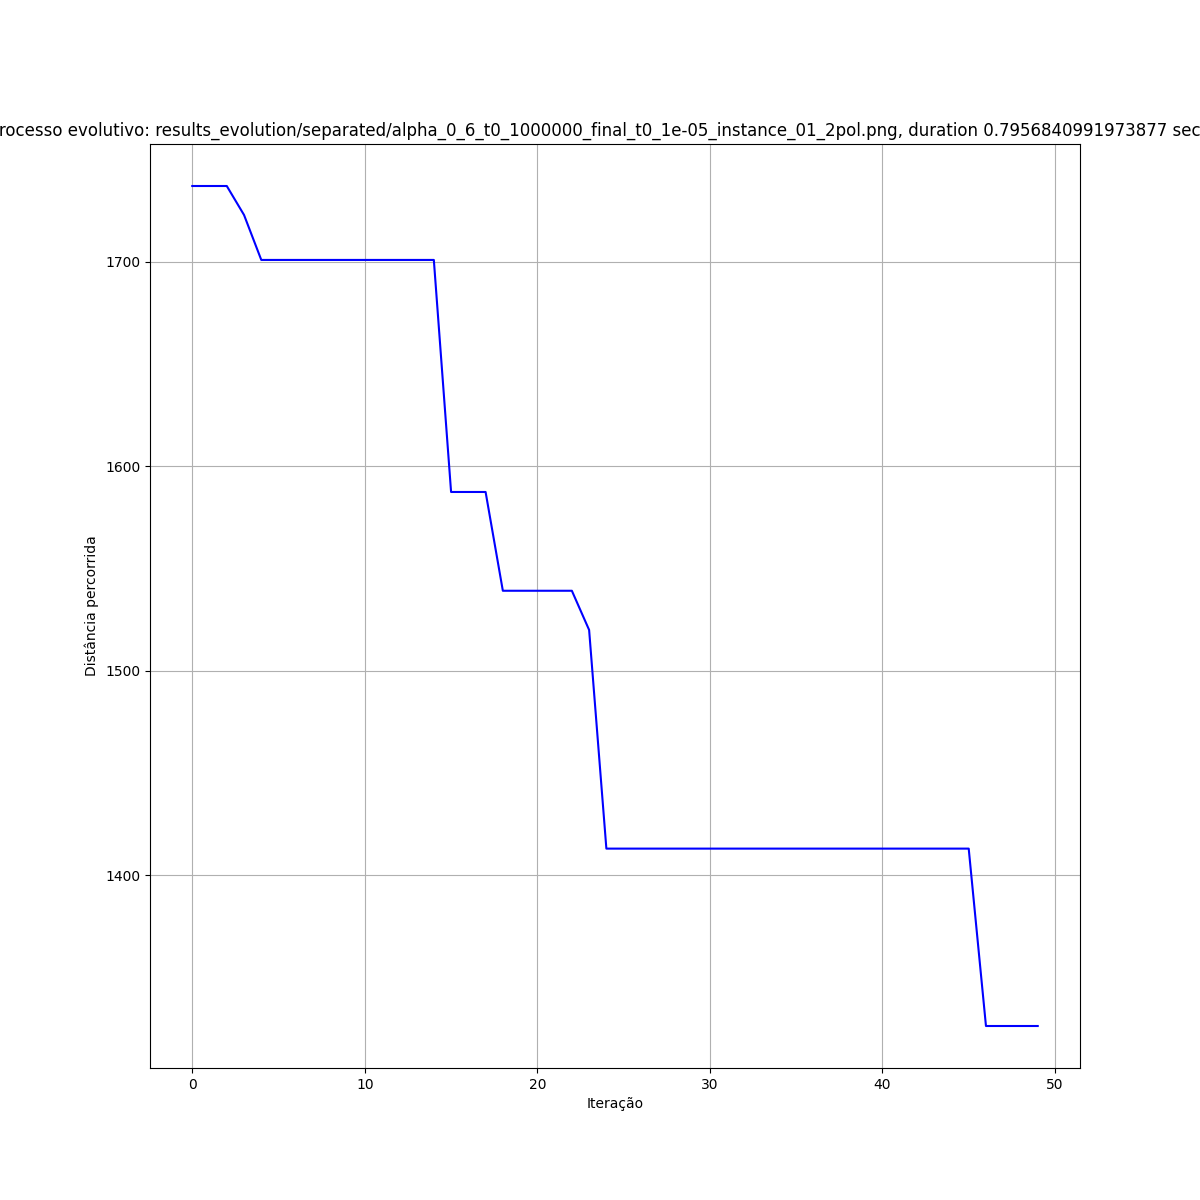 rocesso evolutivo: results_evolution/separated/alpha_0_6_t0_1000000_final_t0_1e-05_instance_01_2pol.png, duration 0.7956840991973877 sec
1700
1600
1500
1400
Distância percorrida
0 10 20 30 40 50
Iteração